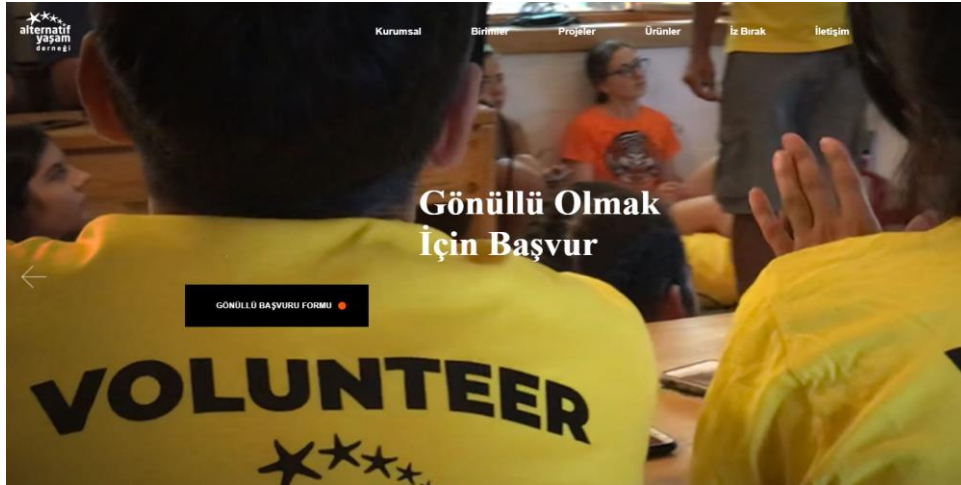 alternatif
yaşam
derneği
Kurumsal
Birimler
Projeler
Ürünler
İz Bırak
İletişim
Gönüllü Olmak
İçin Başvur
GÖNÜLLÜ BAŞVURU FORMU
VOLUNTEER